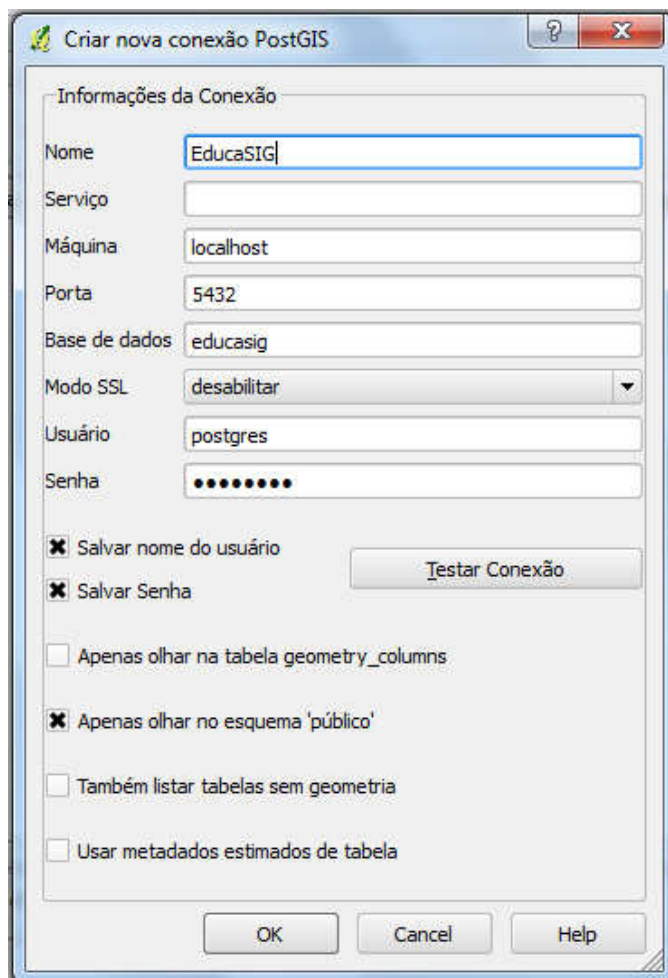 Criar nova conexão PostGIS
Informações da Conexão
Nome EducaSIG
Serviço
Máquina localhost
Porta 5432
Base de dados educasig
Modo SSL desabilitar
Usuário postgres
Senha ●●●●●●●●
Salvar nome do usuário
Testar Conexão
Salvar Senha
Apenas olhar na tabela geometry_columns
Apenas olhar no esquema 'público'
Também listar tabelas sem geometria
Usar metadados estimados de tabela
OK Cancel Help